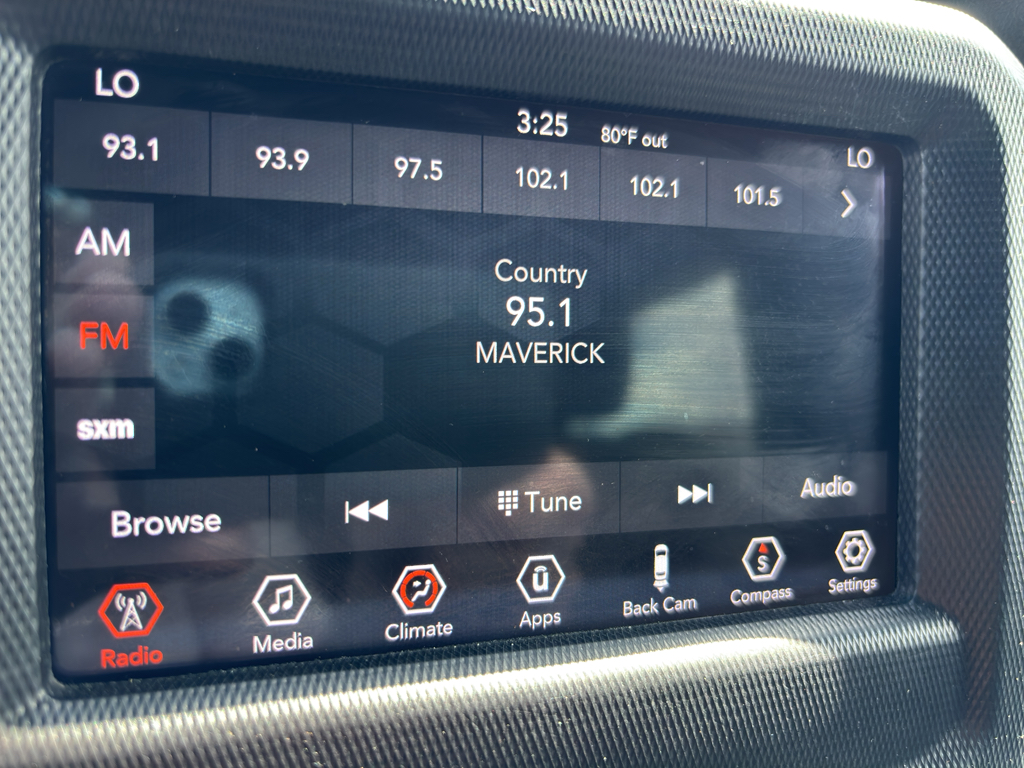 LO
3:25 80°F out
LO
93.1 93.9 97.5 102.1 102.1 101.5
AM
FM
sxm
Country
95.1
MAVERICK
Browse Tune Audio
Radio Media Climate Apps Back Cam Compass Settings
û
S